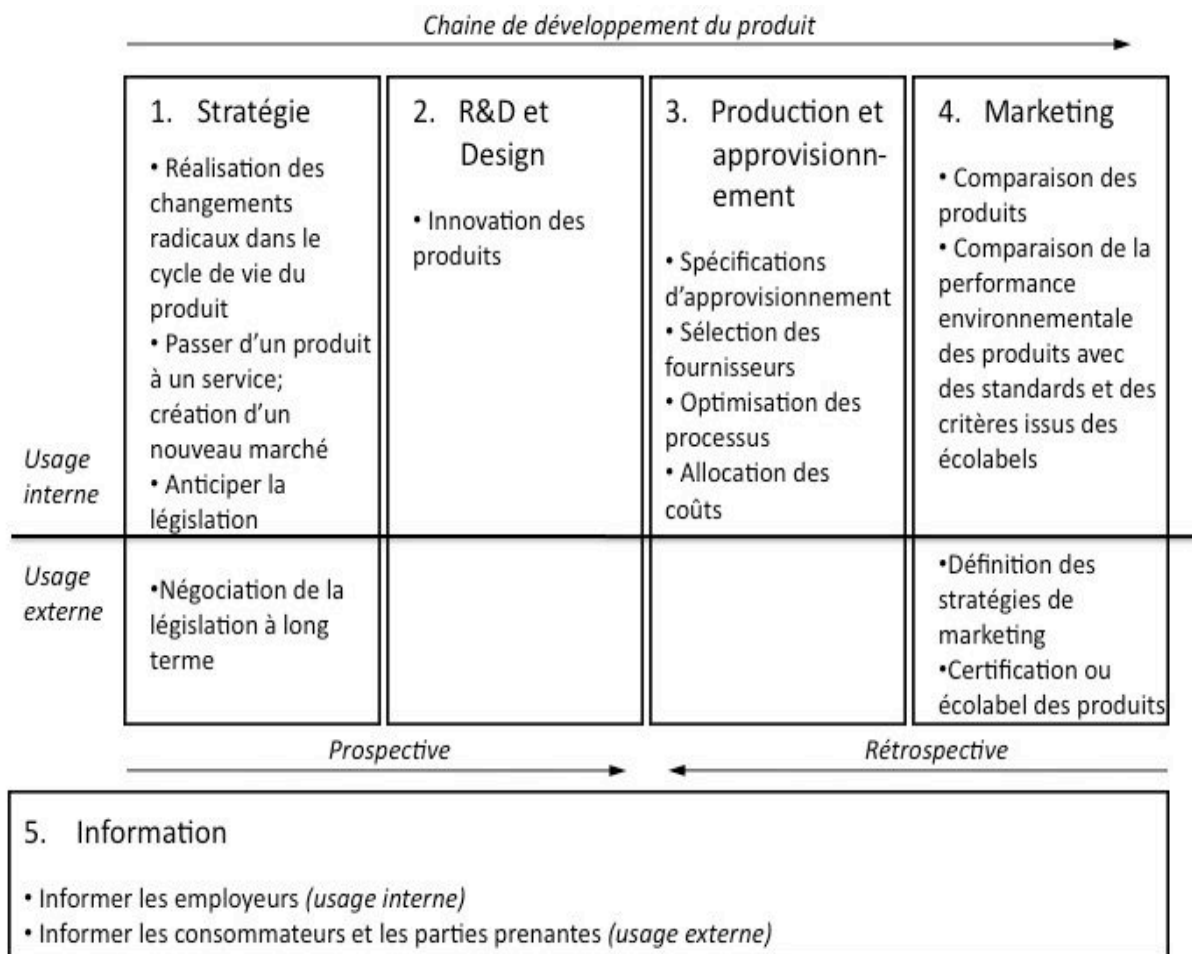 Chaine de développement du produit
1. Stratégie
• Réalisation des
changements
radicaux dans le
cycle de vie du
produit
• Passer d'un produit
à un service;
création d'un
nouveau marché
• Anticiper la
législation
2. R&D et
Design
• Innovation des
produits
3. Production et
approvisionn-
ement
• Spécifications
d'approvisionnement
• Sélection des
fournisseurs
• Optimisation des
processus
• Allocation des
coûts
4. Marketing
• Comparaison des
produits
• Comparaison de la
performance
environnementale
des produits avec
des standards et des
critères issus des
écolabels
Usage
interne
Usage
externe
•Négociation de la
législation à long
terme
•Définition des
stratégies de
marketing
•Certification ou
écolabel des produits
Prospective
Rétrospective
5. Information
• Informer les employeurs (usage interne)
• Informer les consommateurs et les parties prenantes (usage externe)